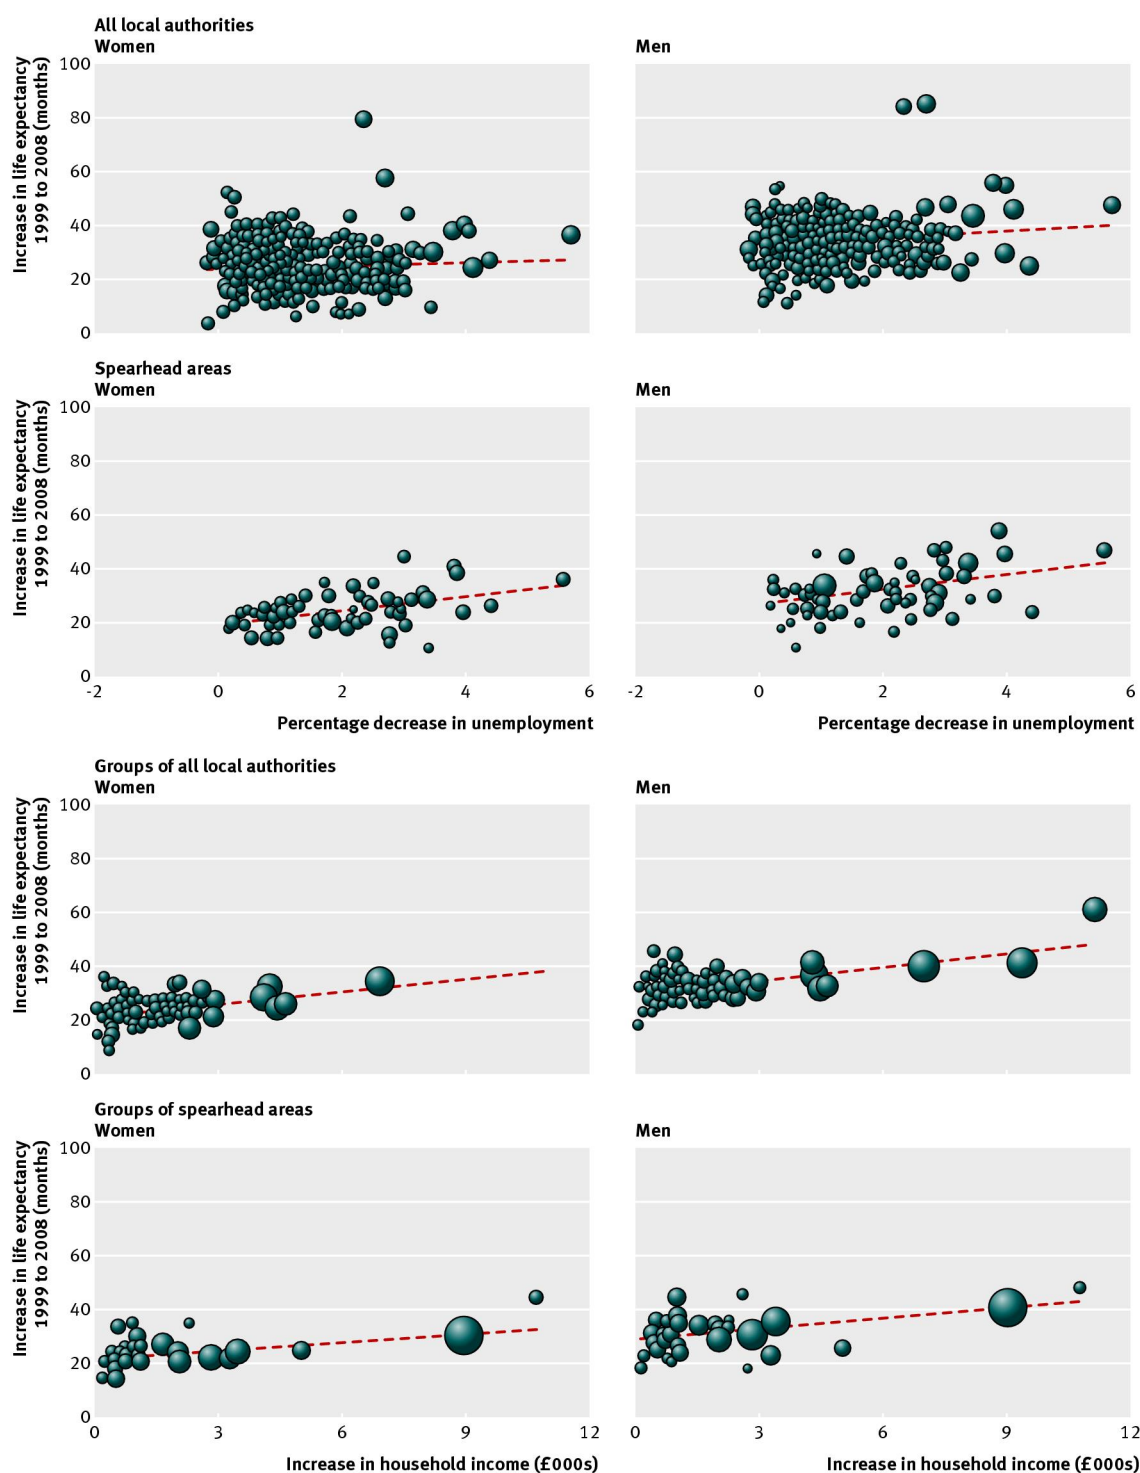 All local authorities
Women
Men
Increase in life expectancy
1999 to 2008 (months)
100
80
60
40
20
0
Spearhead areas
Women
Men
Increase in life expectancy
1999 to 2008 (months)
100
80
60
40
20
0
-2 0 2 4 6
-2 0 2 4 6
Percentage decrease in unemployment
Percentage decrease in unemployment
Groups of all local authorities
Women
Men
Increase in life expectancy
1999 to 2008 (months)
100
80
60
40
20
0
Groups of spearhead areas
Women
Men
Increase in life expectancy
1999 to 2008 (months)
100
80
60
40
20
0
0 3 6 9 12
0 3 6 9 12
Increase in household income (£000s)
Increase in household income (£000s)